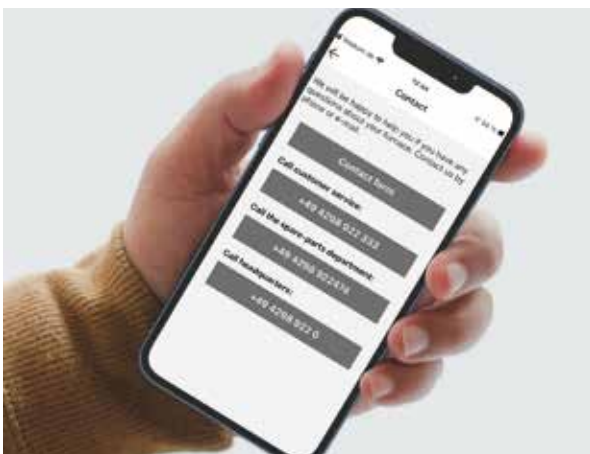 Contact
We will be happy to help you if you have any
questions about your furnace. Contact us by
phone or e-mail.
Contact form
Call customer service:
+49 4298 922 333
Call the spare-parts department:
+49 4298 922474
Call headquarters:
+49 4298 922 0